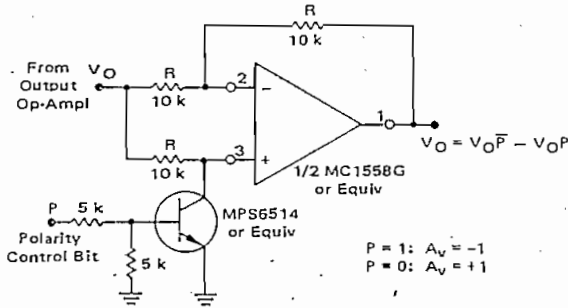 R
10 k
From
Output
Op-Ampl
VO
R
10 k
2
−
1
VO = VOP̅ − VOP
R
10 k
3
+
1/2 MC1558G
or Equiv
P
5 k
MPS6514
or Equiv
Polarity
Control Bit
5 k
P = 1: Av = −1
P = 0: Av = +1